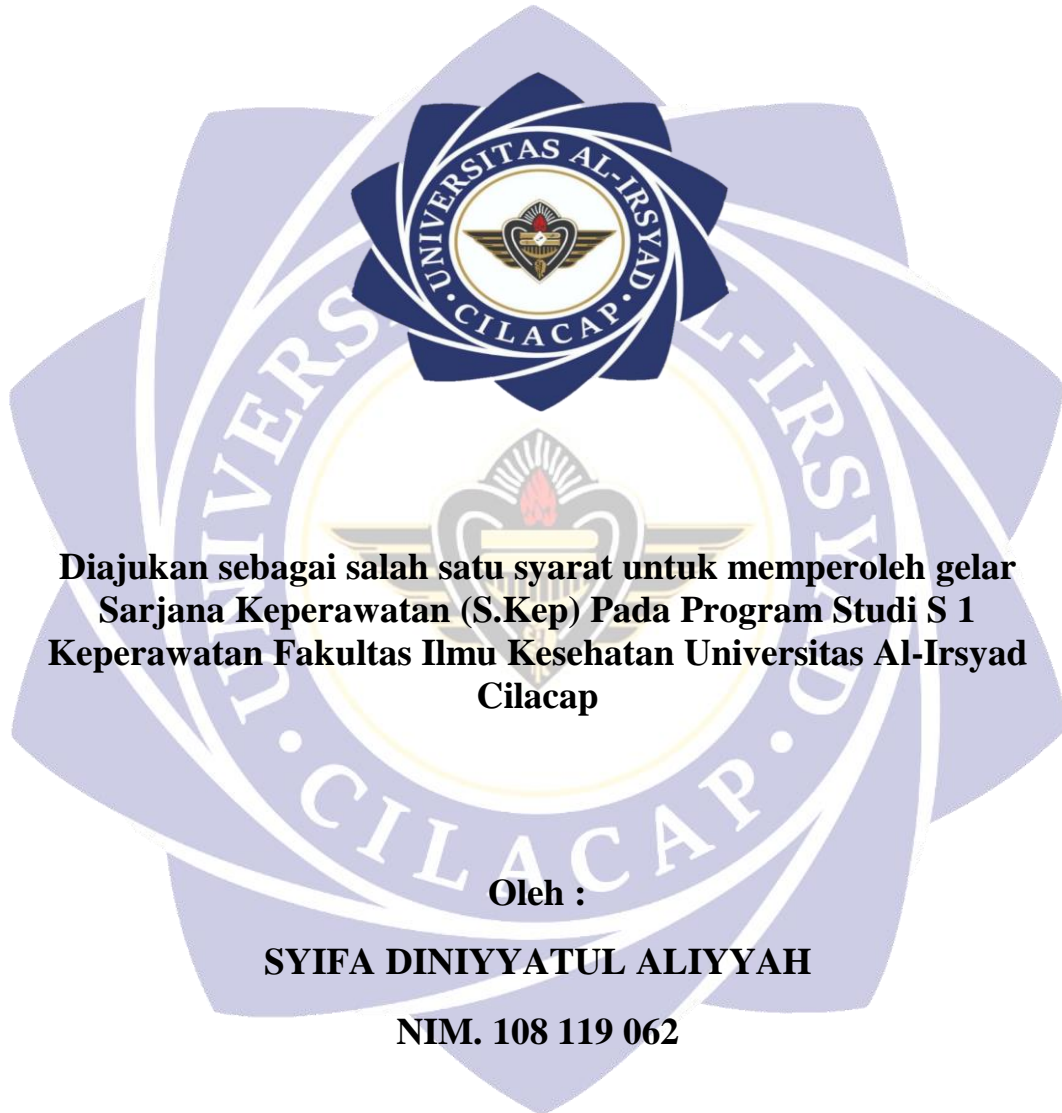 UNIVERSITAS AL-IRSYAD
• CILACAP •
Diajukan sebagai salah satu syarat untuk memperoleh gelar
Sarjana Keperawatan (S.Kep) Pada Program Studi S 1
Keperawatan Fakultas Ilmu Kesehatan Universitas Al-Irsyad
Cilacap
Oleh :
SYIFA DINIYYATUL ALIYYAH
NIM. 108 119 062